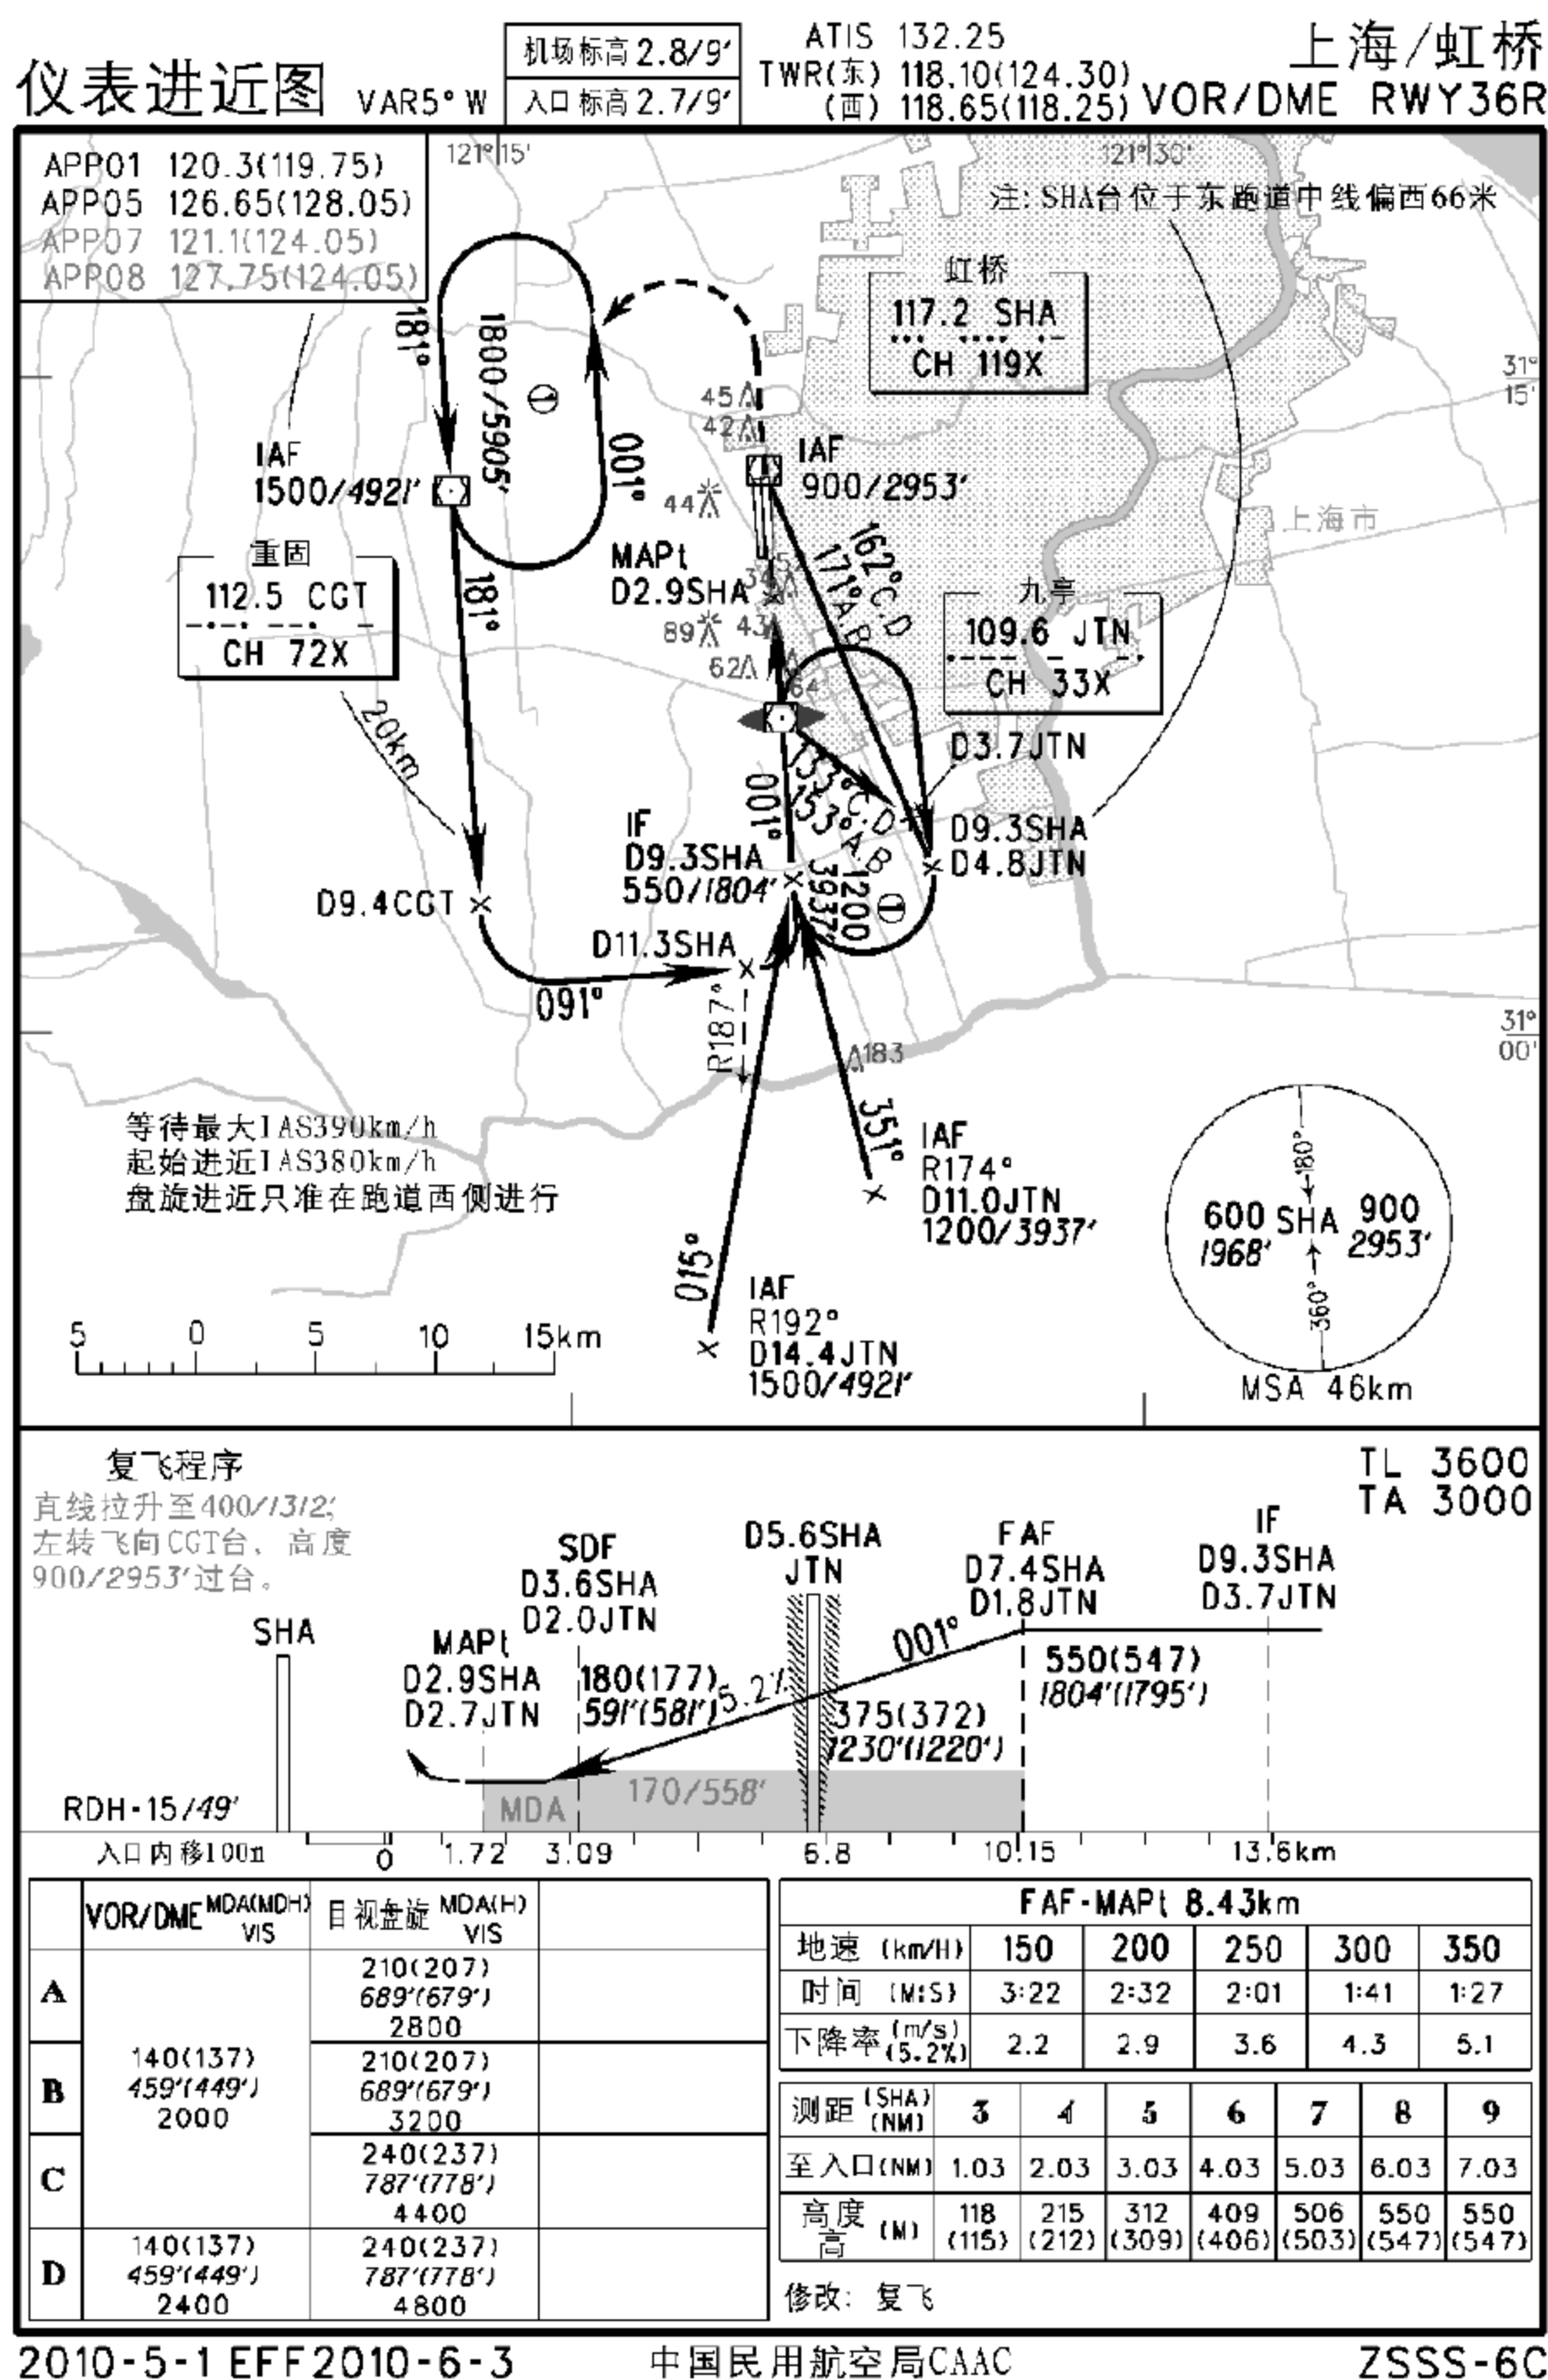 仪表进近图 VAR5°W
机场标高 2.8/9′
入口标高 2.7/9′
ATIS 132.25
TWR(东) 118.10(124.30)
(西) 118.65(118.25)
上海/虹桥
VOR/DME RWY36R
APP01 120.3(119.75)
APP05 126.65(128.05)
APP07 121.1(124.05)
APP08 127.75(124.05)
121°15′
121°30′
注: SHA台位于东跑道中线偏西66米
虹桥
117.2 SHA
CH 119X
31°
15′
181°
1800/5905′
①
001°
45
42
IAF
1500/4921′
IAF
900/2953′
44
上海市
重固
112.5 CGT
CH 72X
181°
MAPt
D2.9SHA
34
52
162°C.D
171°A.B
九亭
109.6 JTN
CH 33X
89
43
62
64
20km
D3.7JTN
133°C.D
153°A.B
001°
IF
D9.3SHA
550/1804′
D9.3SHA
D4.8JTN
1200
3937′
①
D9.4CGT
D11.3SHA
091°
R187°
183
31°
00′
等待最大IAS390km/h
起始进近IAS380km/h
盘旋进近只准在跑道西侧进行
351°
IAF
R174°
D11.0JTN
1200/3937′
015°
IAF
R192°
D14.4JTN
1500/4921′
180°
600 SHA 900
1968′ 2953′
360°
MSA 46km
5 0 5 10 15km
复飞程序
直线拉升至400/1312′,
左转飞向CGT台、高度
900/2953′过台。
TL 3600
TA 3000
SHA
MAPt
D2.9SHA
D2.7JTN
SDF
D3.6SHA
D2.0JTN
D5.6SHA
JTN
FAF
D7.4SHA
D1.8JTN
IF
D9.3SHA
D3.7JTN
180(177)
591′(581′)
5.2%
001°
375(372)
1230′(1220′)
550(547)
1804′(1795′)
170/558′
MDA
RDH-15/49′
入口内移100m
0 1.72 3.09 6.8 10.15 13.6km
VOR/DME MDA(MDH) VIS
目视盘旋 MDA(H) VIS
A
210(207)
689′(679′)
2800
B
140(137)
459′(449′)
2000
210(207)
689′(679′)
3200
C
240(237)
787′(778′)
4400
D
140(137)
459′(449′)
2400
240(237)
787′(778′)
4800
FAF-MAPt 8.43km
地速 (km/H) 150 200 250 300 350
时间 (M:S) 3:22 2:32 2:01 1:41 1:27
下降率 (m/s) (5.2%) 2.2 2.9 3.6 4.3 5.1
测距 (SHA) (NM) 3 4 5 6 7 8 9
至入口(NM) 1.03 2.03 3.03 4.03 5.03 6.03 7.03
高度 高 (M) 118 215 312 409 506 550 550
(115) (212) (309) (406) (503) (547) (547)
修改: 复飞
2010-5-1 EFF2010-6-3
中国民用航空局CAAC
ZSSS-6C